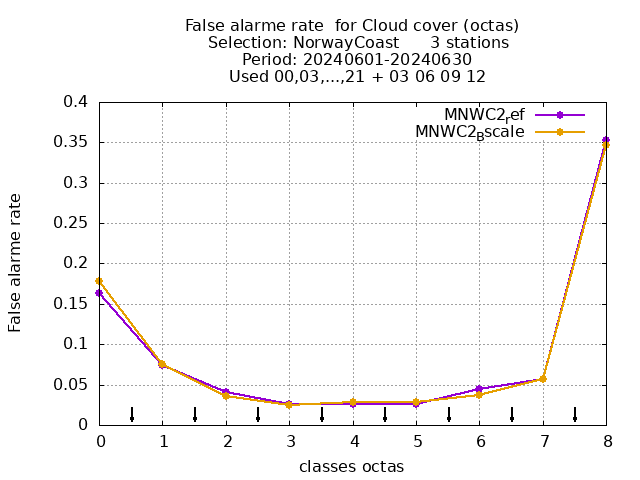 False alarme rate  for Cloud cover (octas)
Selection: NorwayCoast      3 stations
Period: 20240601-20240630
Used 00,03,...,21 + 03 06 09 12
MNWC2ref
MNWC2Bscale
0.4
0.35
0.3
0.25
0.2
0.15
0.1
0.05
0
False alarme rate
0 1 2 3 4 5 6 7 8
classes octas